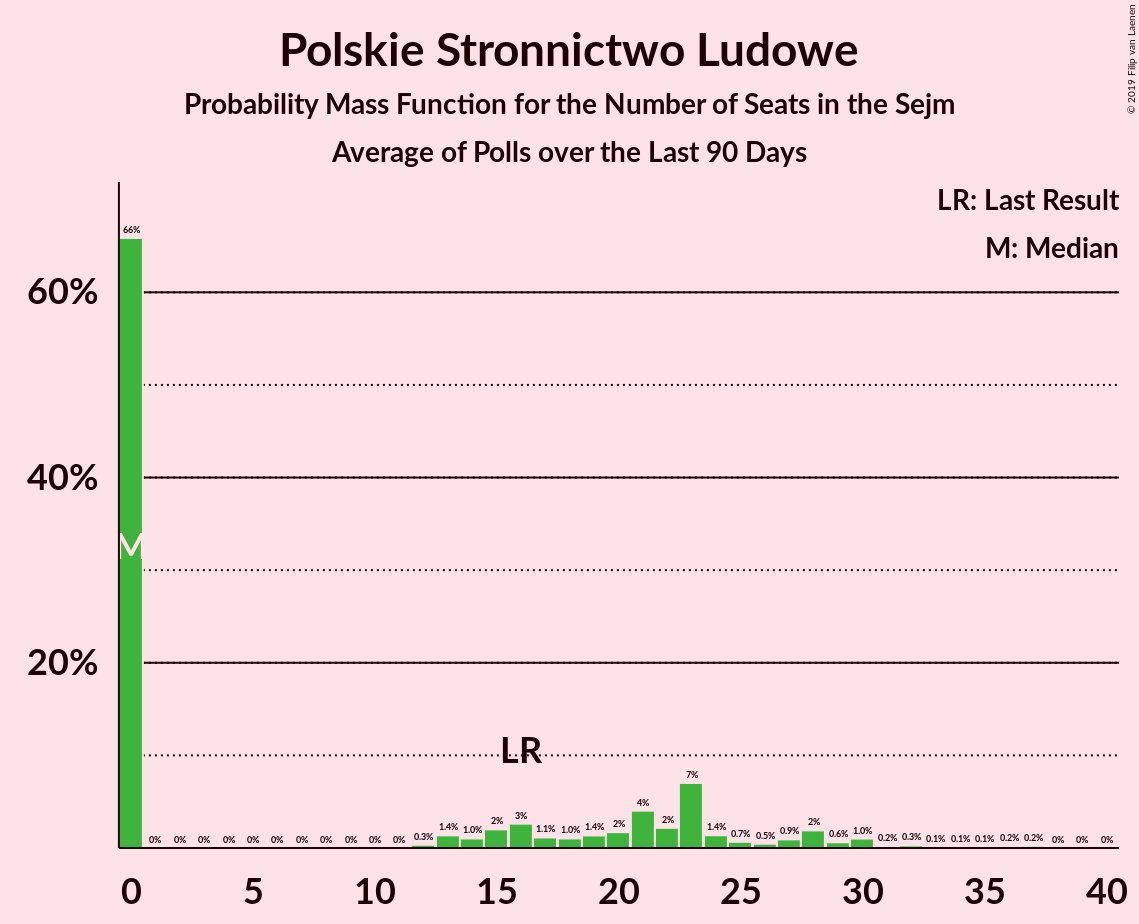 Polskie Stronnictwo Ludowe
Probability Mass Function for the Number of Seats in the Sejm
Average of Polls over the Last 90 Days
© 2019 Filip van Laenen
LR: Last Result
M: Median
66%
60%
40%
M
20%
LR
0% 0% 0% 0% 0% 0% 0% 0% 0% 0% 0% 0.3% 1.4% 1.0% 2% 3% 1.1% 1.0% 1.4% 2% 4% 2% 7% 1.4% 0.7% 0.5% 0.9% 2% 0.6% 1.0% 0.2% 0.3% 0.1% 0.1% 0.1% 0.2% 0.2% 0% 0% 0%
0 5 10 15 20 25 30 35 40